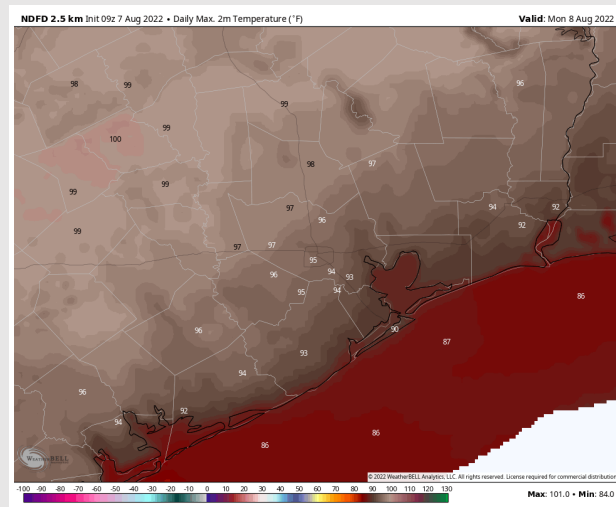 NDFD 2.5 km Init 09z 7 Aug 2022 • Daily Max. 2m Temperature (°F)
Valid: Mon 8 Aug 2022
98 99 96
99
99
100
98 97
99 99
99
97 96 94 92
92
97 97
95
96 94 93
95 94
86
96 90
87
93
94
96
92
94
86
86
WeatherBELL
© 2022 WeatherBELL Analytics, LLC. All rights reserved. License required for commercial distribution
-100 -90 -80 -70 -60 -50 -40 -30 -20 -10 0 10 20 30 40 50 60 70 80 90 100 110 120 130
Max: 101.0 • Min: 84.0